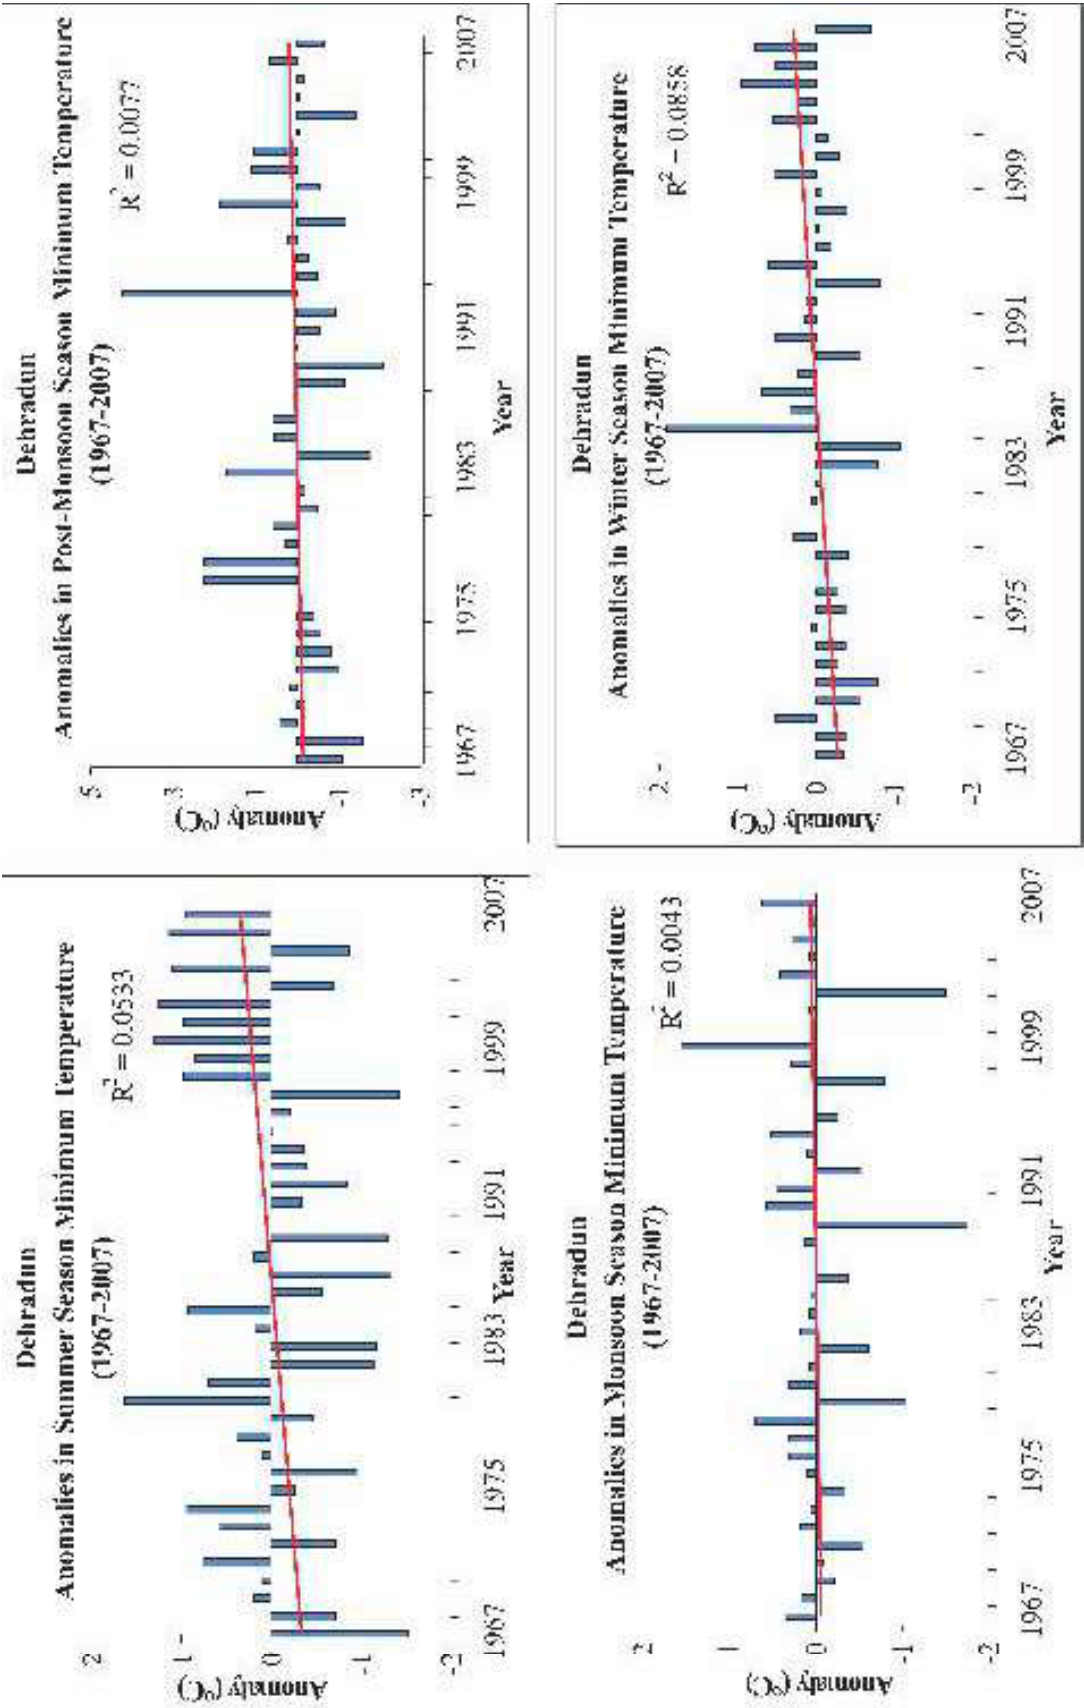 Dehradun
Anomalies in Summer Season Minimum Temperature
(1967-2007)
R² = 0.0533
Anomaly (°C)
2
1
0
-1
-2
1967 1975 1983 1991 1999 2007
Year
Dehradun
Anomalies in Post-Monsoon Season Minimum Temperature
(1967-2007)
R² = 0.0077
Anomaly (°C)
5
3
1
-1
-3
1967 1975 1983 1991 1999 2007
Year
Dehradun
Anomalies in Monsoon Season Minimum Temperature
(1967-2007)
R² = 0.0043
Anomaly (°C)
2
1
0
-1
-2
1967 1975 1983 1991 1999 2007
Year
Dehradun
Anomalies in Winter Season Minimum Temperature
(1967-2007)
R² = 0.0858
Anomaly (°C)
2
1
0
-1
-2
1967 1975 1983 1991 1999 2007
Year